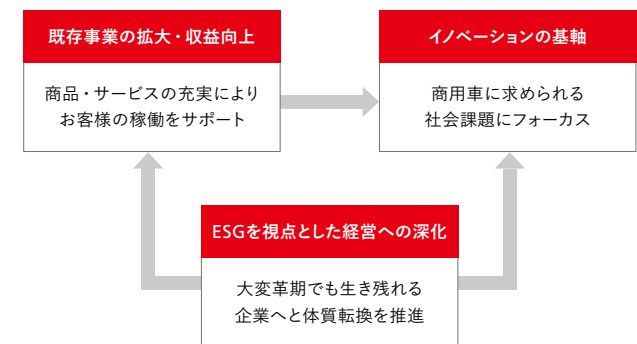 既存事業の拡大・収益向上
商品・サービスの充実により
お客様の稼働をサポート
イノベーションの基軸
商用車に求められる
社会課題にフォーカス
ESGを視点とした経営への深化
大変革期でも生き残れる
企業へと体質転換を推進